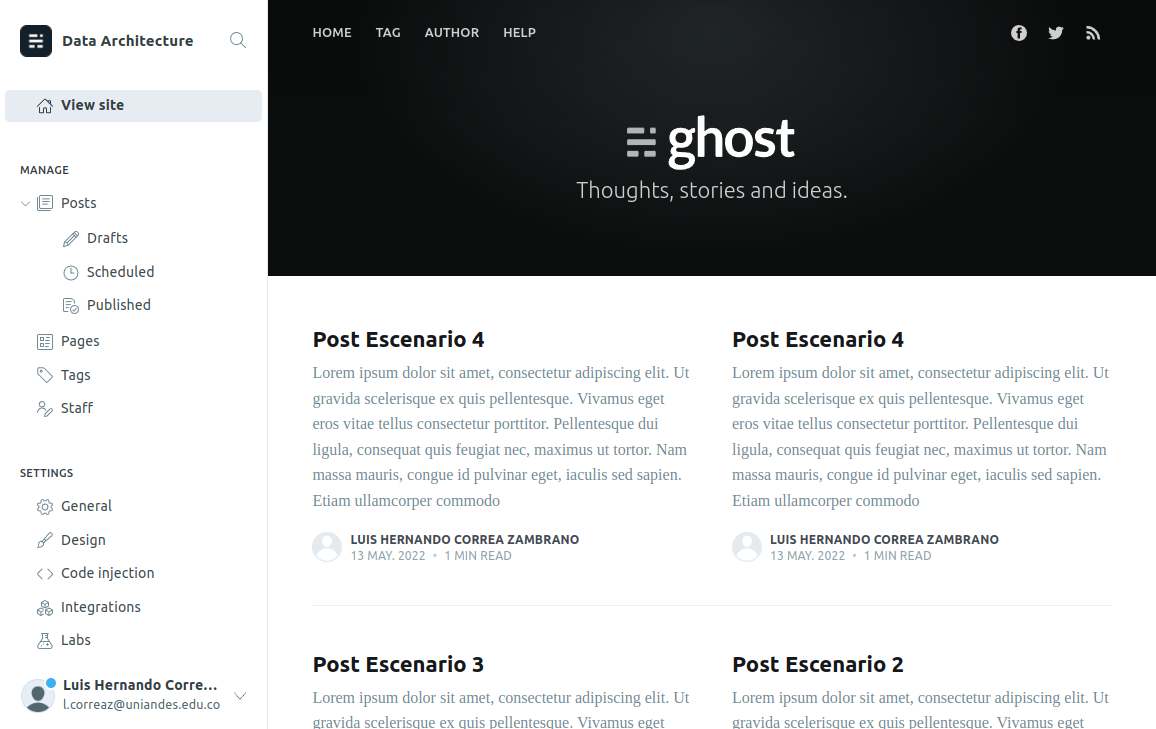 Data Architecture
View site
MANAGE
Posts
Drafts
Scheduled
Published
Pages
Tags
Staff
SETTINGS
General
Design
Code injection
Integrations
Labs
Luis Hernando Corre...
l.correaz@uniandes.edu.co
HOME TAG AUTHOR HELP
ghost
Thoughts, stories and ideas.
Post Escenario 4
Lorem ipsum dolor sit amet, consectetur adipiscing elit. Ut
gravida scelerisque ex quis pellentesque. Vivamus eget
eros vitae tellus consectetur porttitor. Pellentesque dui
ligula, consequat quis feugiat nec, maximus ut tortor. Nam
massa mauris, congue id pulvinar eget, iaculis sed sapien.
Etiam ullamcorper commodo
LUIS HERNANDO CORREA ZAMBRANO
13 MAY. 2022 • 1 MIN READ
Post Escenario 4
Lorem ipsum dolor sit amet, consectetur adipiscing elit. Ut
gravida scelerisque ex quis pellentesque. Vivamus eget
eros vitae tellus consectetur porttitor. Pellentesque dui
ligula, consequat quis feugiat nec, maximus ut tortor. Nam
massa mauris, congue id pulvinar eget, iaculis sed sapien.
Etiam ullamcorper commodo
LUIS HERNANDO CORREA ZAMBRANO
13 MAY. 2022 • 1 MIN READ
Post Escenario 3
Lorem ipsum dolor sit amet, consectetur adipiscing elit. Ut
gravida scelerisque ex quis pellentesque. Vivamus eget
Post Escenario 2
Lorem ipsum dolor sit amet, consectetur adipiscing elit. Ut
gravida scelerisque ex quis pellentesque. Vivamus eget